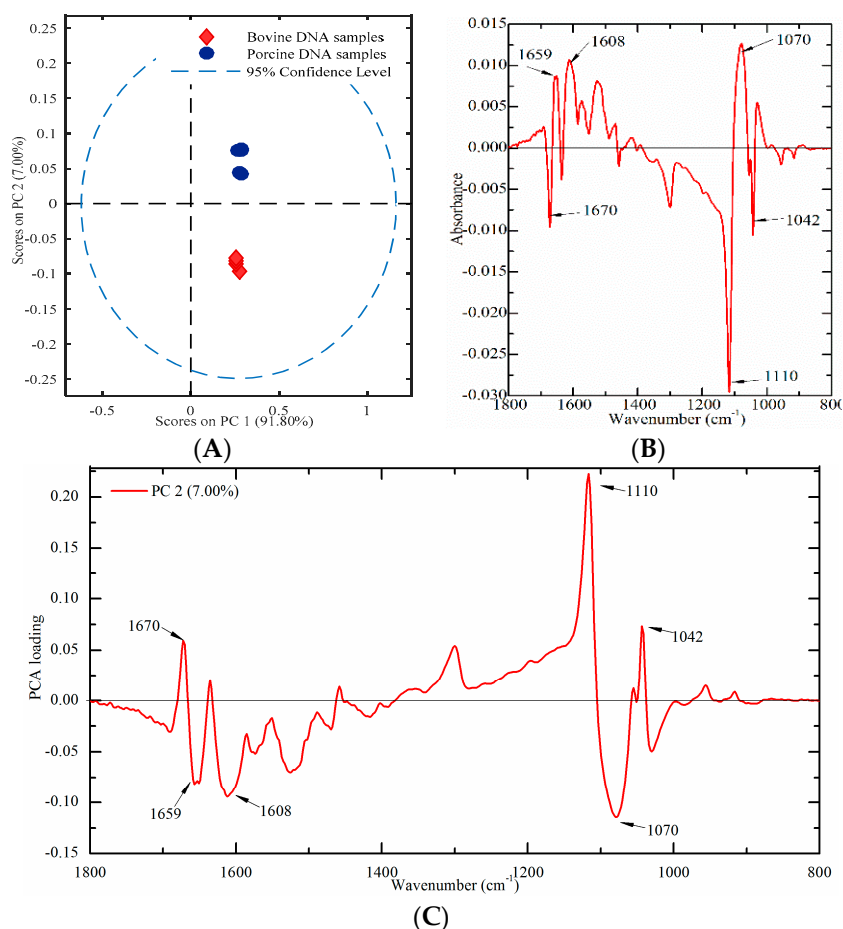 0.25
0.2
0.15
0.1
0.05
0
-0.05
-0.1
-0.15
-0.2
-0.25
Scores on PC 2 (7.00%)
Bovine DNA samples
Porcine DNA samples
95% Confidence Level
-0.5 0 0.5 1
Scores on PC 1 (91.80%)
(A)
0.015
0.010
0.005
0.000
-0.005
-0.010
-0.015
-0.020
-0.025
-0.030
Absorbance
1659
1608
1070
1670
1042
1110
1800 1600 1400 1200 1000 800
Wavenumber (cm-1)
(B)
0.20
0.15
0.10
0.05
0.00
-0.05
-0.10
-0.15
PCA loading
PC 2 (7.00%)
1110
1670
1042
1659
1608
1070
1800 1600 1400 1200 1000 800
Wavenumber (cm-1)
(C)